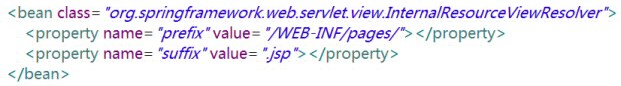 <bean class="org.springframework.web.servlet.view.InternalResourceViewResolver">
<property name="prefix" value="/WEB-INF/pages/"></property>
<property name="suffix" value=".jsp"></property>
</bean>